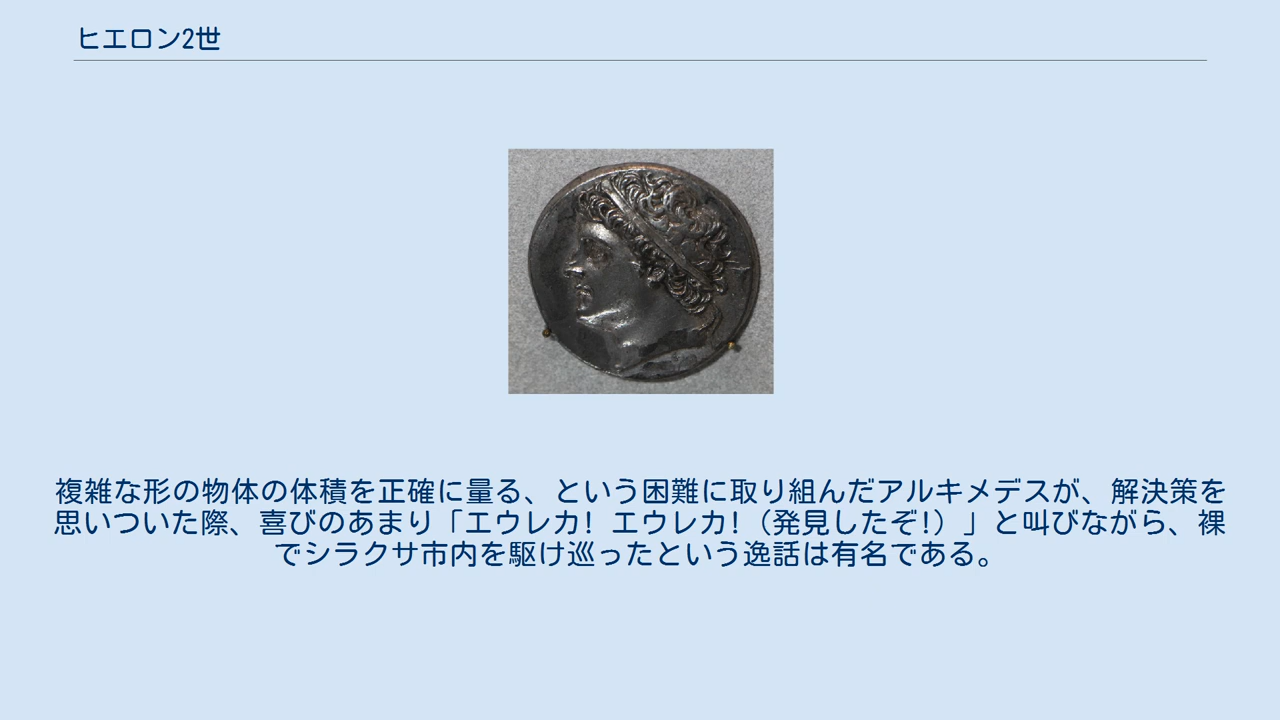 ヒエロン2世
複雑な形の物体の体積を正確に量る、という困難に取り組んだアルキメデスが、解決策を
思いついた際、喜びのあまり「エウレカ! エウレカ!（発見したぞ!）」と叫びながら、裸
でシラクサ市内を駆け巡ったという逸話は有名である。